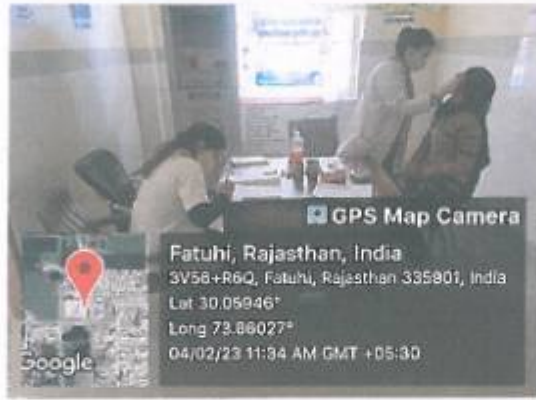 GPS Map Camera
Fatuhi, Rajasthan, India
3V56+R6Q, Fatuhi, Rajasthan 335901, India
Lat 30.05946°
Long 73.86027°
04/02/23 11:34 AM GMT +05:30
Google